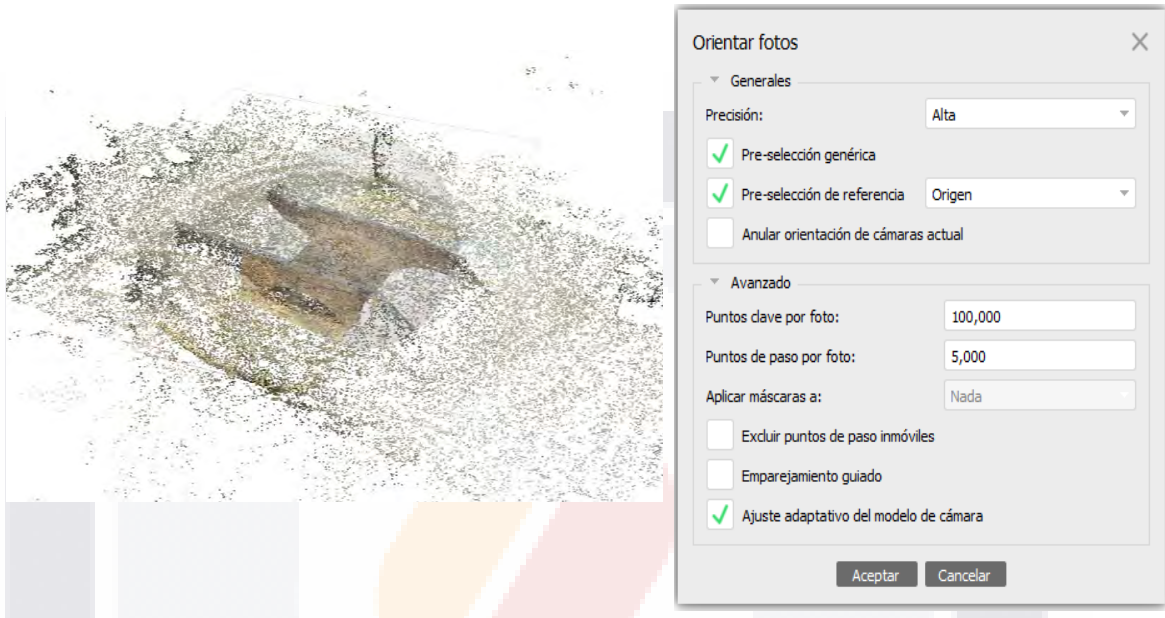 Orientar fotos
Generales
Precisión: Alta
Pre-selección genérica
Pre-selección de referencia Origen
Anular orientación de cámaras actual
Avanzado
Puntos clave por foto: 100,000
Puntos de paso por foto: 5,000
Aplicar máscaras a: Nada
Excluir puntos de paso inmóviles
Emparejamiento guiado
Ajuste adaptativo del modelo de cámara
Aceptar Cancelar